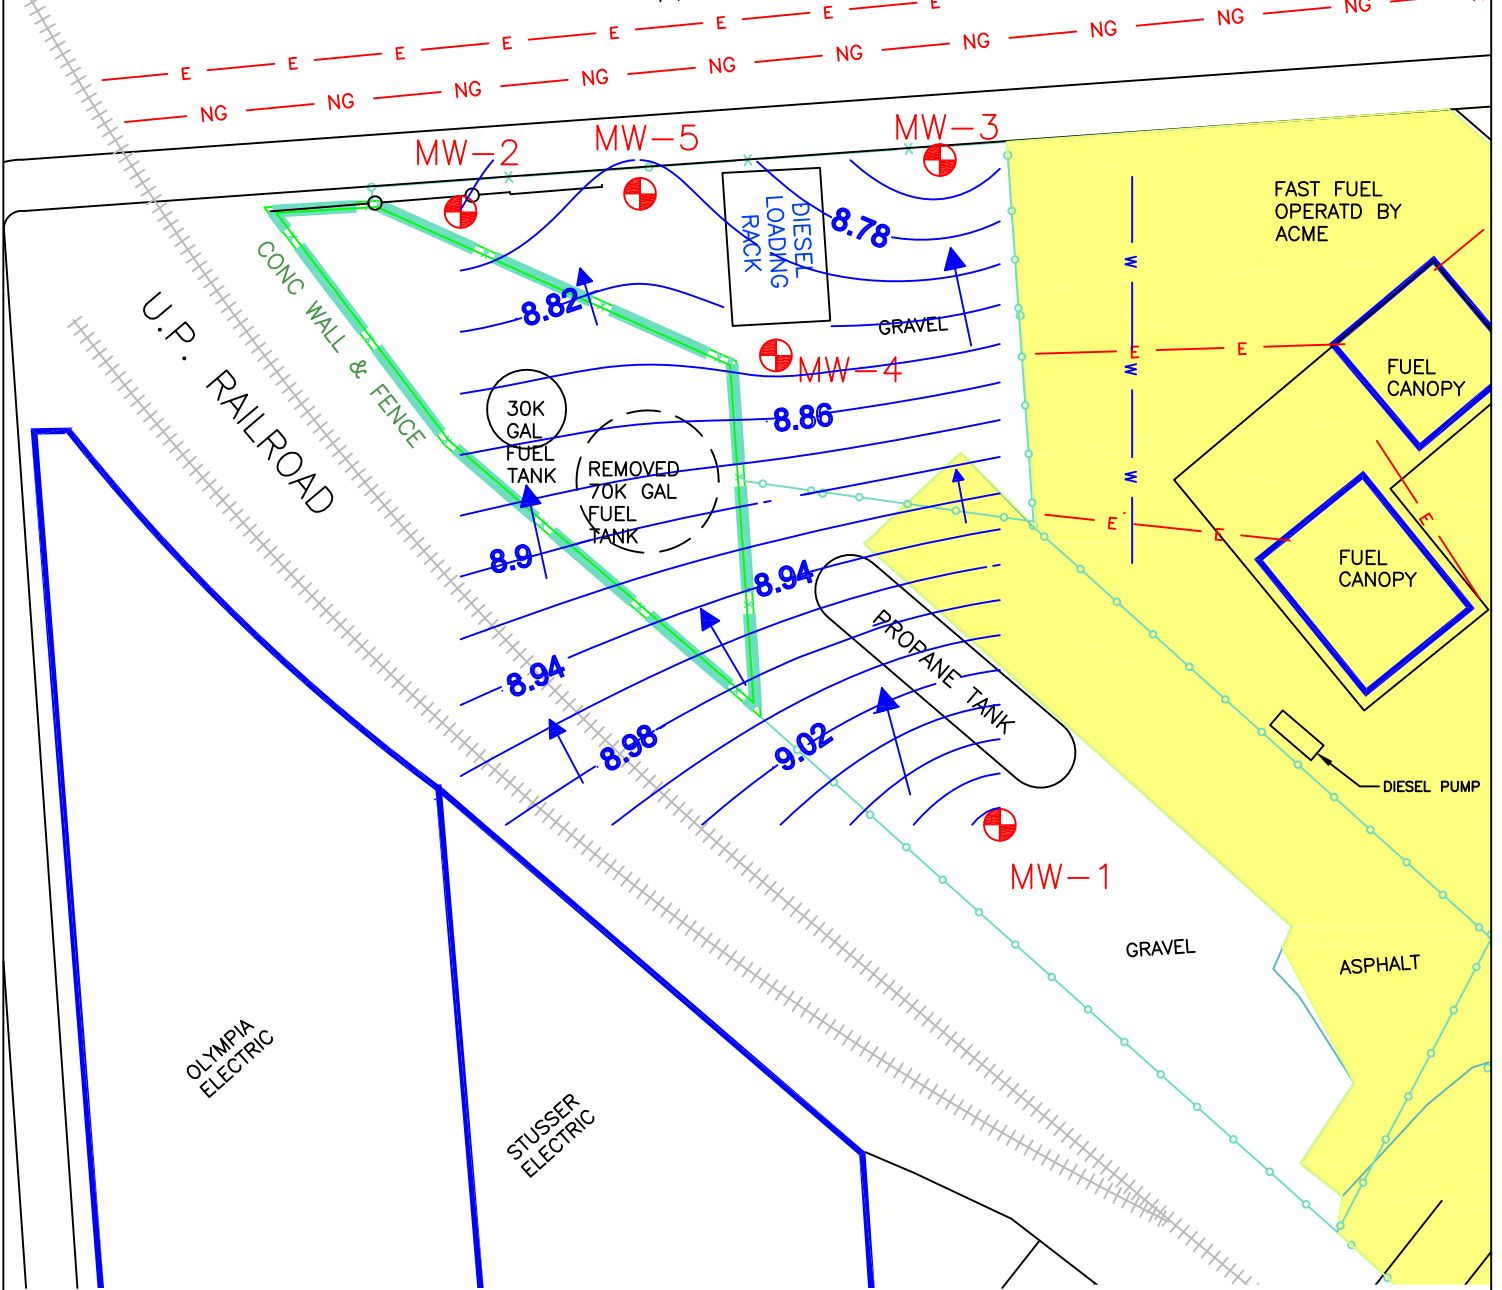 E E E E E E E E
NG NG NG NG NG NG NG NG NG NG
MW-2
MW-5
MW-3
DIESEL
LOADING
RACK
8.78
FAST FUEL
OPERATD BY
ACME
CONC WALL & FENCE
U.P. RAILROAD
8.82
GRAVEL
W
W
W
E E
MW-4
FUEL
CANOPY
8.86
30K
GAL
FUEL
TANK
REMOVED
70K GAL
FUEL
TANK
E E
E
8.9
8.94
FUEL
CANOPY
PROPANE TANK
8.94
8.98
9.02
DIESEL PUMP
MW-1
GRAVEL
ASPHALT
OLYMPIA
ELECTRIC
STUSSER
ELECTRIC